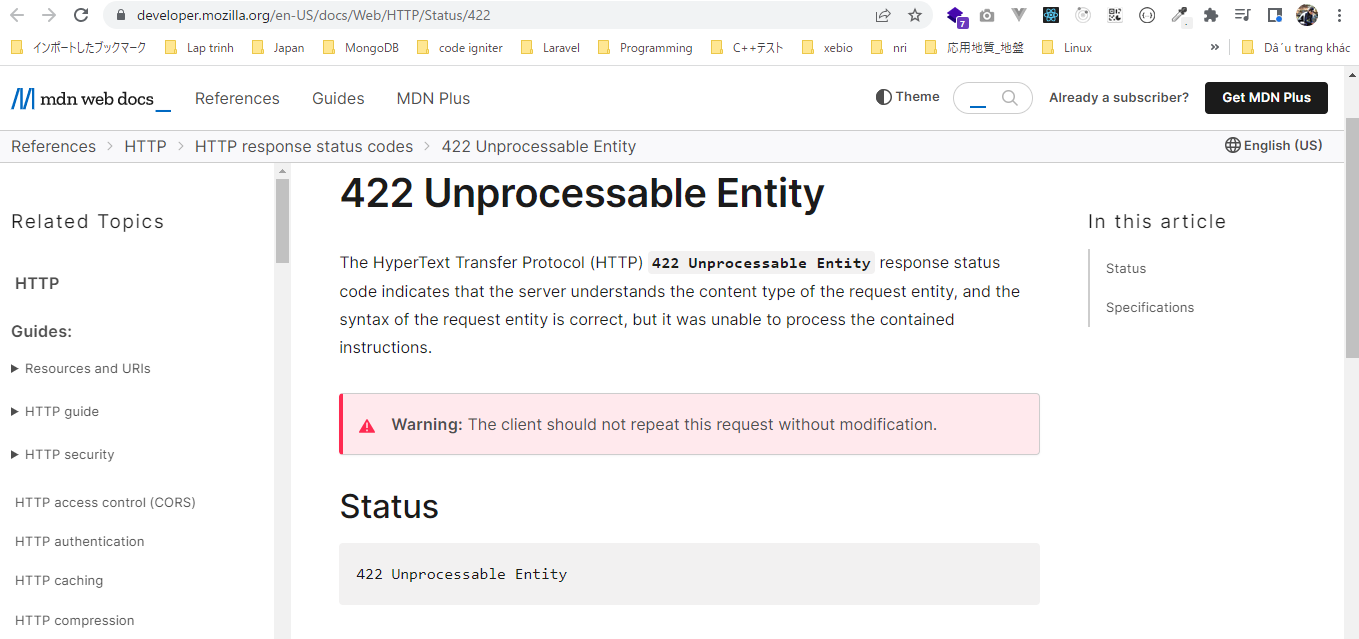 developer.mozilla.org/en-US/docs/Web/HTTP/Status/422
7
インポートしたブックマーク Lap trinh Japan MongoDB code igniter Laravel Programming C++テスト xebio nri 応用地質_地盤 Linux » Dấu trang khác
mdn web docs_ References Guides MDN Plus Theme Already a subscriber? Get MDN Plus
References > HTTP > HTTP response status codes > 422 Unprocessable Entity English (US)
Related Topics
HTTP
Guides:
Resources and URIs
HTTP guide
HTTP security
HTTP access control (CORS)
HTTP authentication
HTTP caching
HTTP compression
422 Unprocessable Entity
The HyperText Transfer Protocol (HTTP) 422 Unprocessable Entity response status
code indicates that the server understands the content type of the request entity, and the
syntax of the request entity is correct, but it was unable to process the contained
instructions.
Warning: The client should not repeat this request without modification.
Status
422 Unprocessable Entity
In this article
Status
Specifications